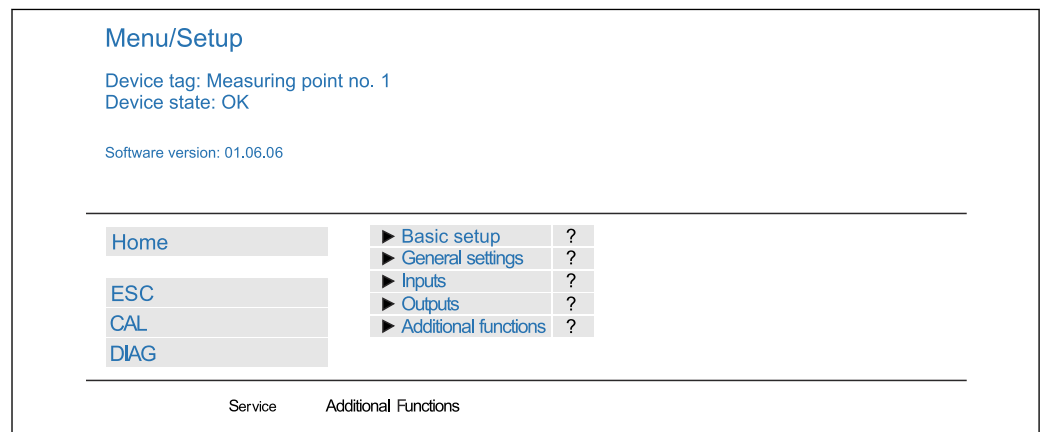 Menu/Setup
Device tag: Measuring point no. 1
Device state: OK
Software version: 01.06.06
Home
ESC
CAL
DIAG
▶ Basic setup ?
▶ General settings ?
▶ Inputs ?
▶ Outputs ?
▶ Additional functions ?
Service Additional Functions